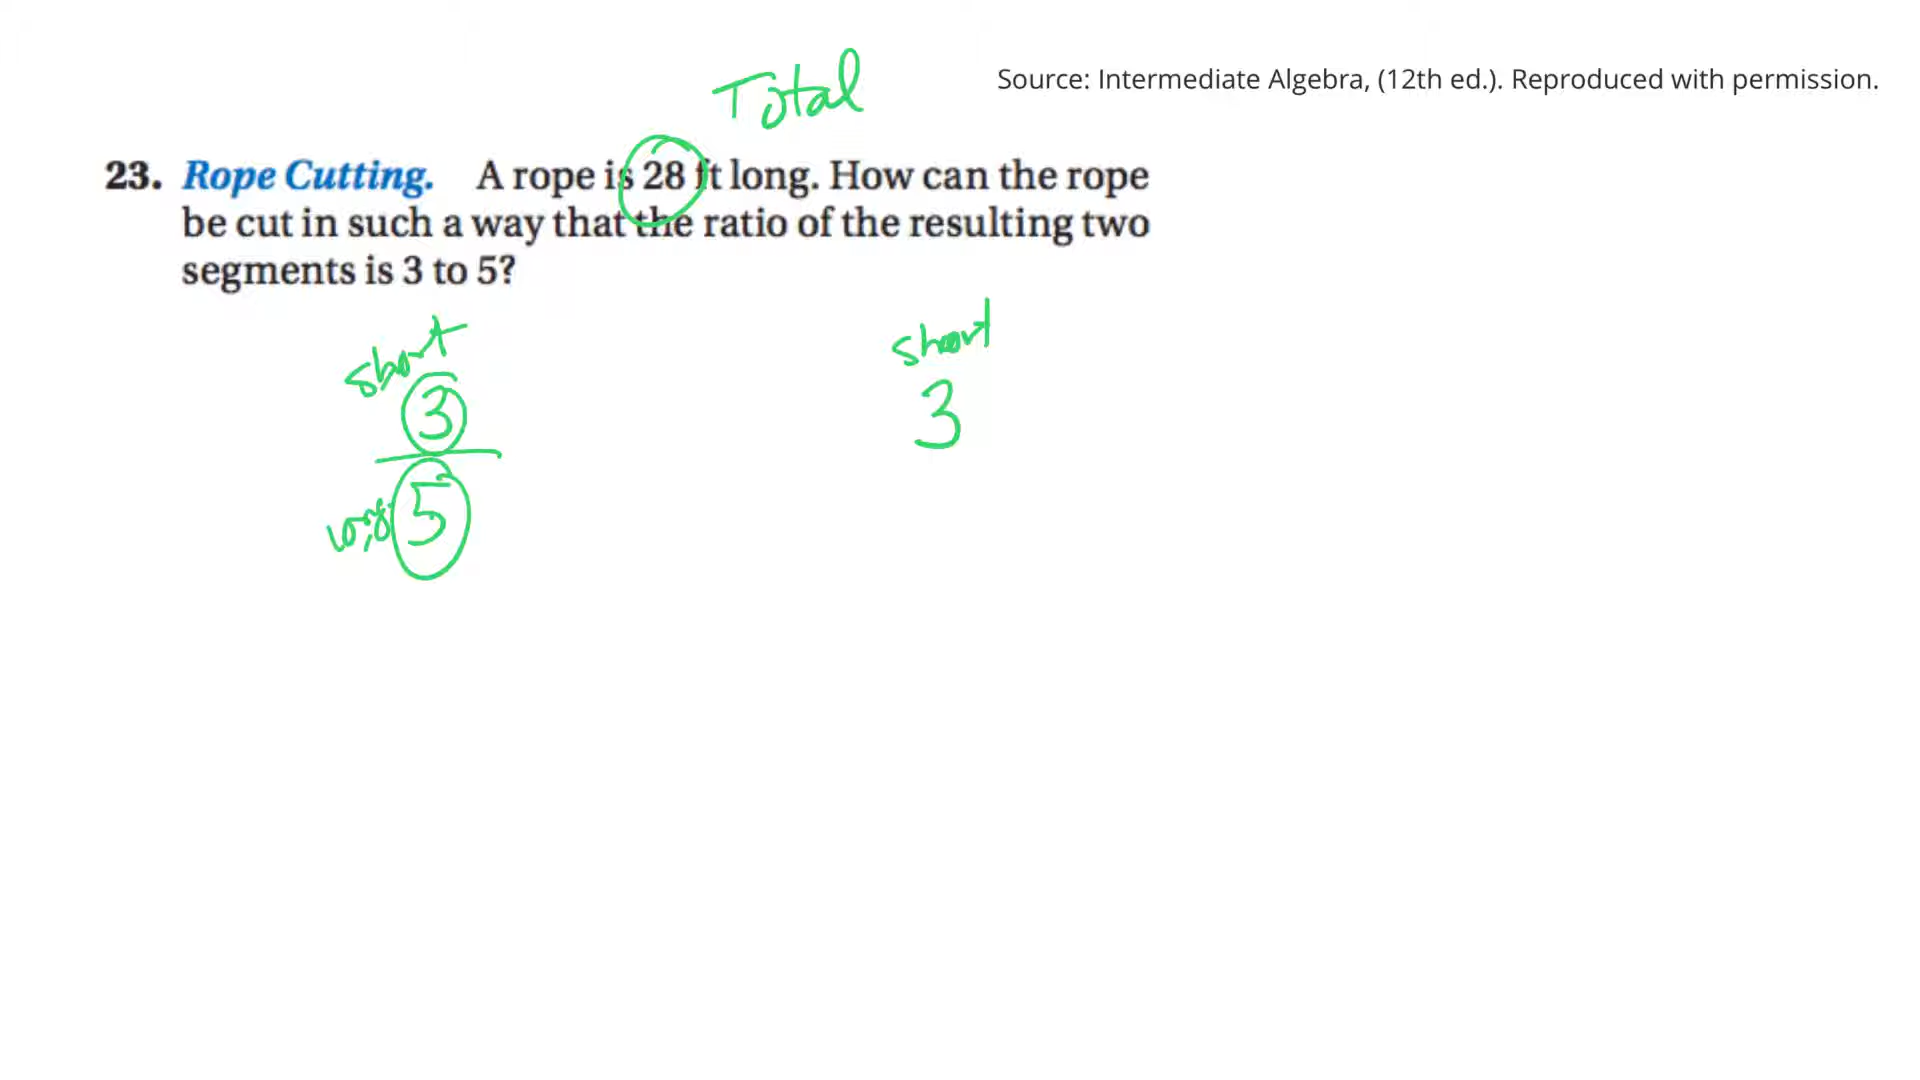 Total
Source: Intermediate Algebra, (12th ed.). Reproduced with permission.
23. Rope Cutting. A rope is 28 ft long. How can the rope
be cut in such a way that the ratio of the resulting two
segments is 3 to 5?
short
3
long
5
short
3